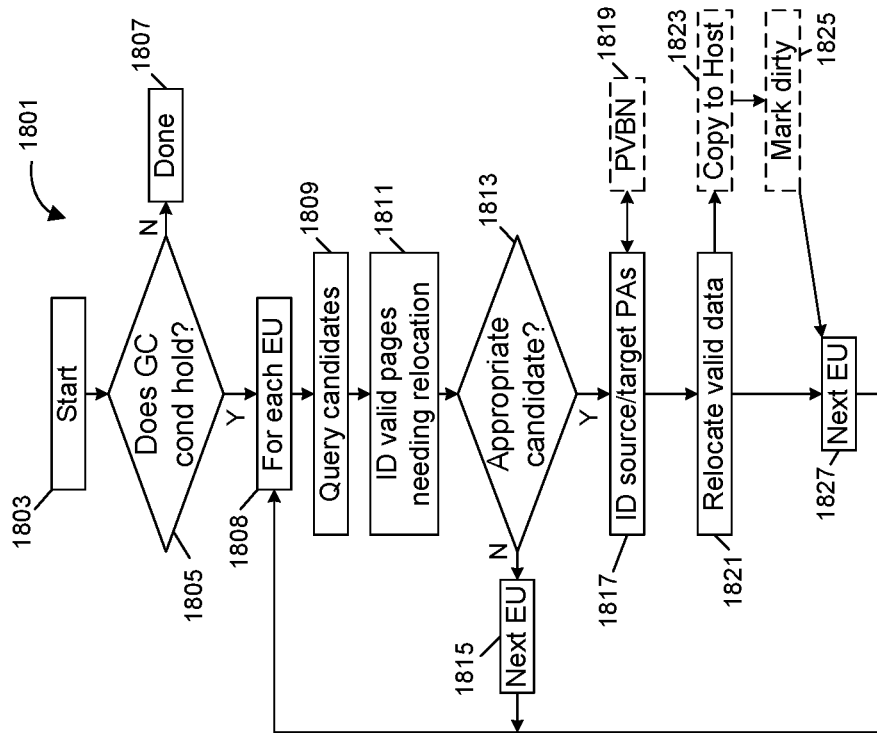 1801
1803
Start
1805
Does GC
cond hold?
N
1807
Done
Y
1808
For each EU
1809
Query candidates
1811
ID valid pages
needing relocation
1813
Appropriate
candidate?
N
1815
Next EU
Y
1817
ID source/target PAs
1819
PVBN
1821
Relocate valid data
1823
Copy to Host
1825
Mark dirty
1827
Next EU